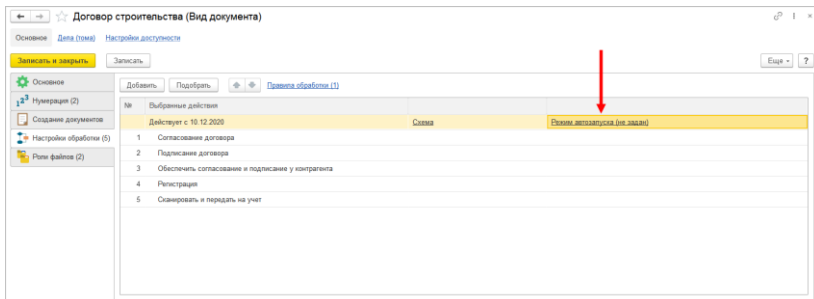 Договор строительства (Вид документа)
Основное Дела (тома) Настройки доступности
Записать и закрыть Записать Еще ?
Основное
Нумерация (2)
Создание документов
Настройки обработки (5)
Роли файлов (2)
Добавить Подобрать Правила обработки (1)
№ Выбранные действия
Действует с 10.12.2020 Схема Режим автозапуска (не задан)
1 Согласование договора
2 Подписание договора
3 Обеспечить согласование и подписание у контрагента
4 Регистрация
5 Сканировать и передать на учет